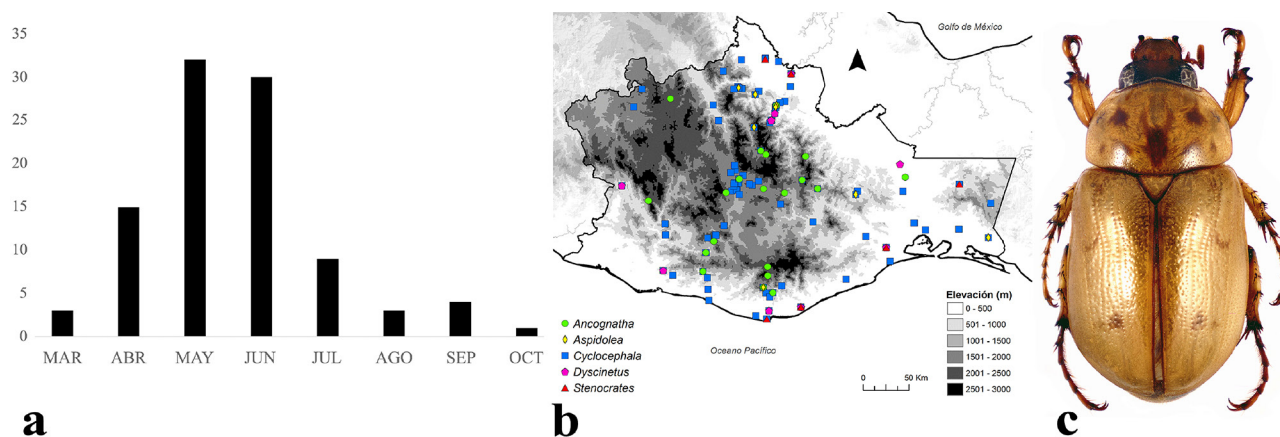 35
30
25
20
15
10
5
0
MAR ABR MAY JUN JUL AGO SEP OCT
a
Golfo de México
Oceano Pacífico
Ancognatha
Aspidolea
Cyclocephala
Dyscinetus
Stenocrates
0 50 Km
Elevación (m)
0 - 500
501 - 1000
1001 - 1500
1501 - 2000
2001 - 2500
2501 - 3000
b
c